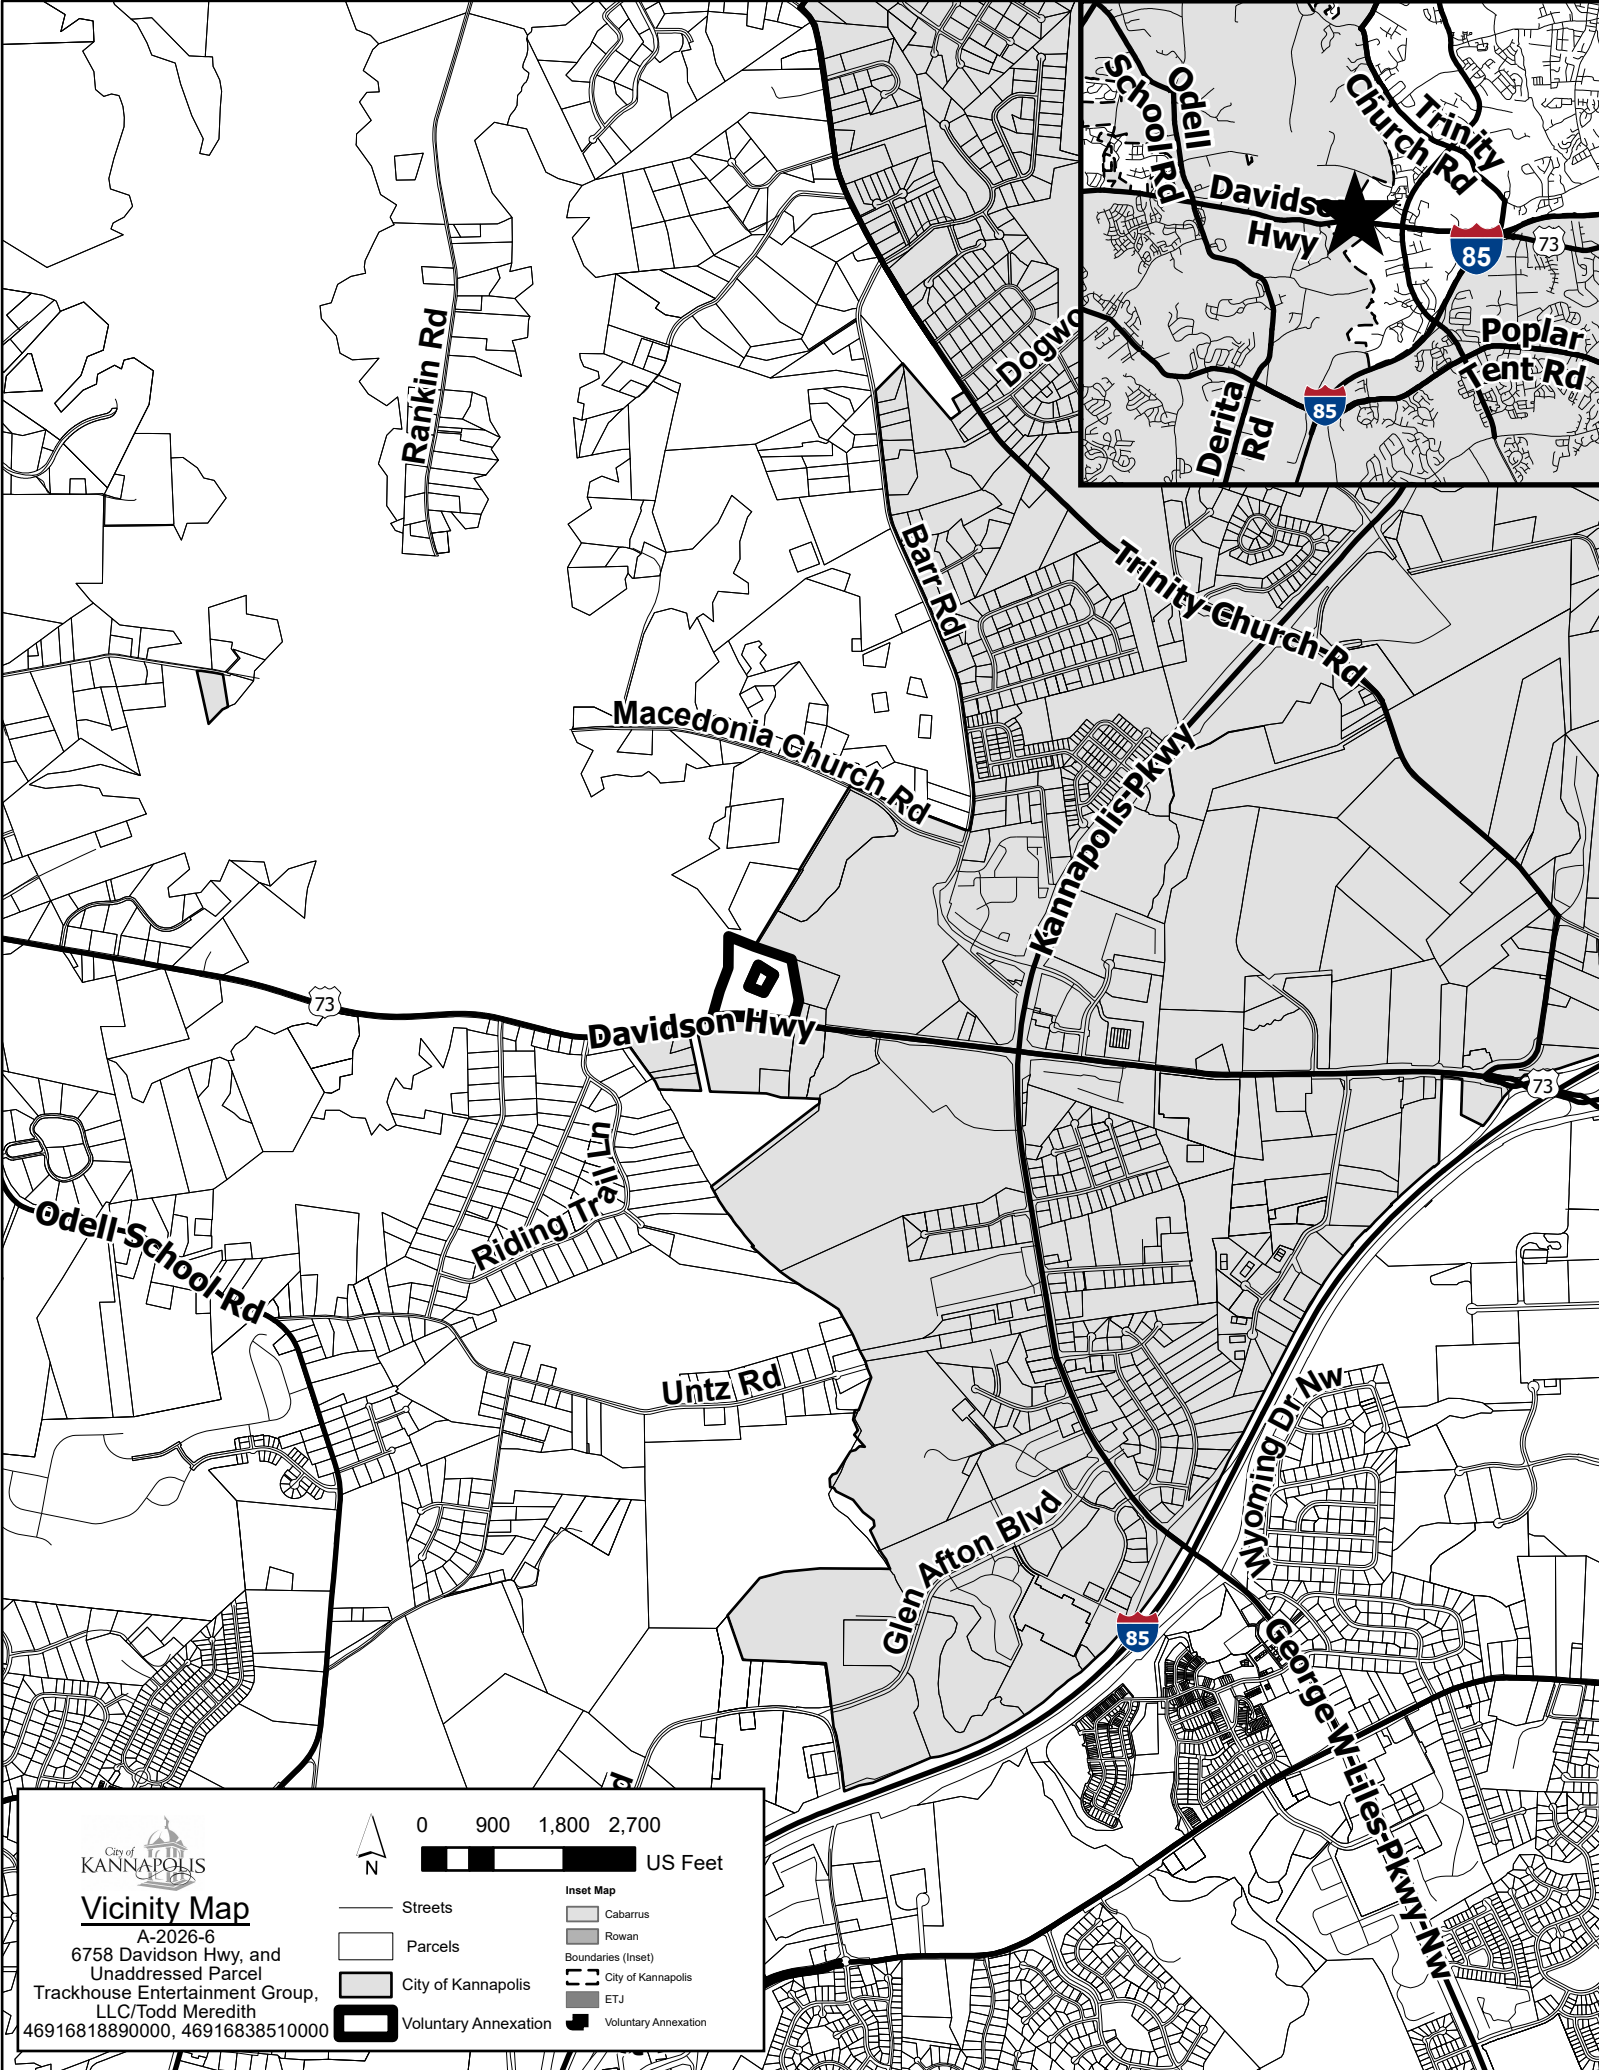 Odell
School Rd
Trinity
Church Rd
Davidso
Hwy
85
73
Poplar
Tent Rd
85
Derita
Rd
Dogwo
Rankin Rd
Barr Rd
Trinity Church Rd
Macedonia Church Rd
Kannapolis Pkwy
73
Davidson Hwy
73
Riding Trail Ln
Odell School Rd
Untz Rd
Wyoming Dr Nw
Glen Afton Blvd
85
George W Liles Pkwy Nw
d
City of
KANNAPOLIS
Vicinity Map
A-2026-6
6758 Davidson Hwy, and
Unaddressed Parcel
Trackhouse Entertainment Group,
LLC/Todd Meredith
46916818890000, 46916838510000
N
0 900 1,800 2,700
US Feet
Streets
Parcels
City of Kannapolis
Voluntary Annexation
Inset Map
Cabarrus
Rowan
Boundaries (Inset)
City of Kannapolis
ETJ
Voluntary Annexation